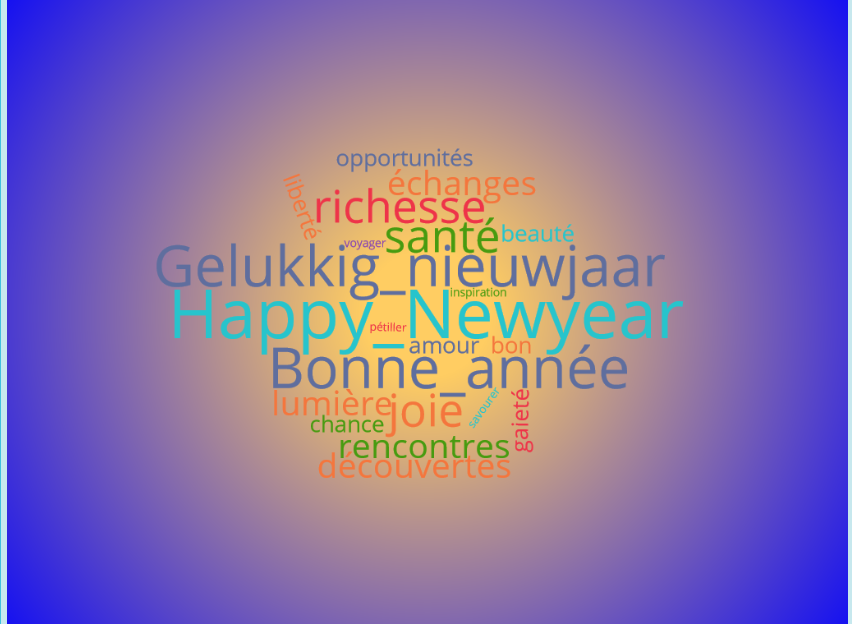 opportunités
échanges
liberté
richesse
santé
beauté
voyager
Gelukkig_nieuwjaar
inspiration
Happy_Newyear
pétiller
amour
bon
Bonne_année
lumière
joie
savourer
gaieté
chance
rencontres
découvertes